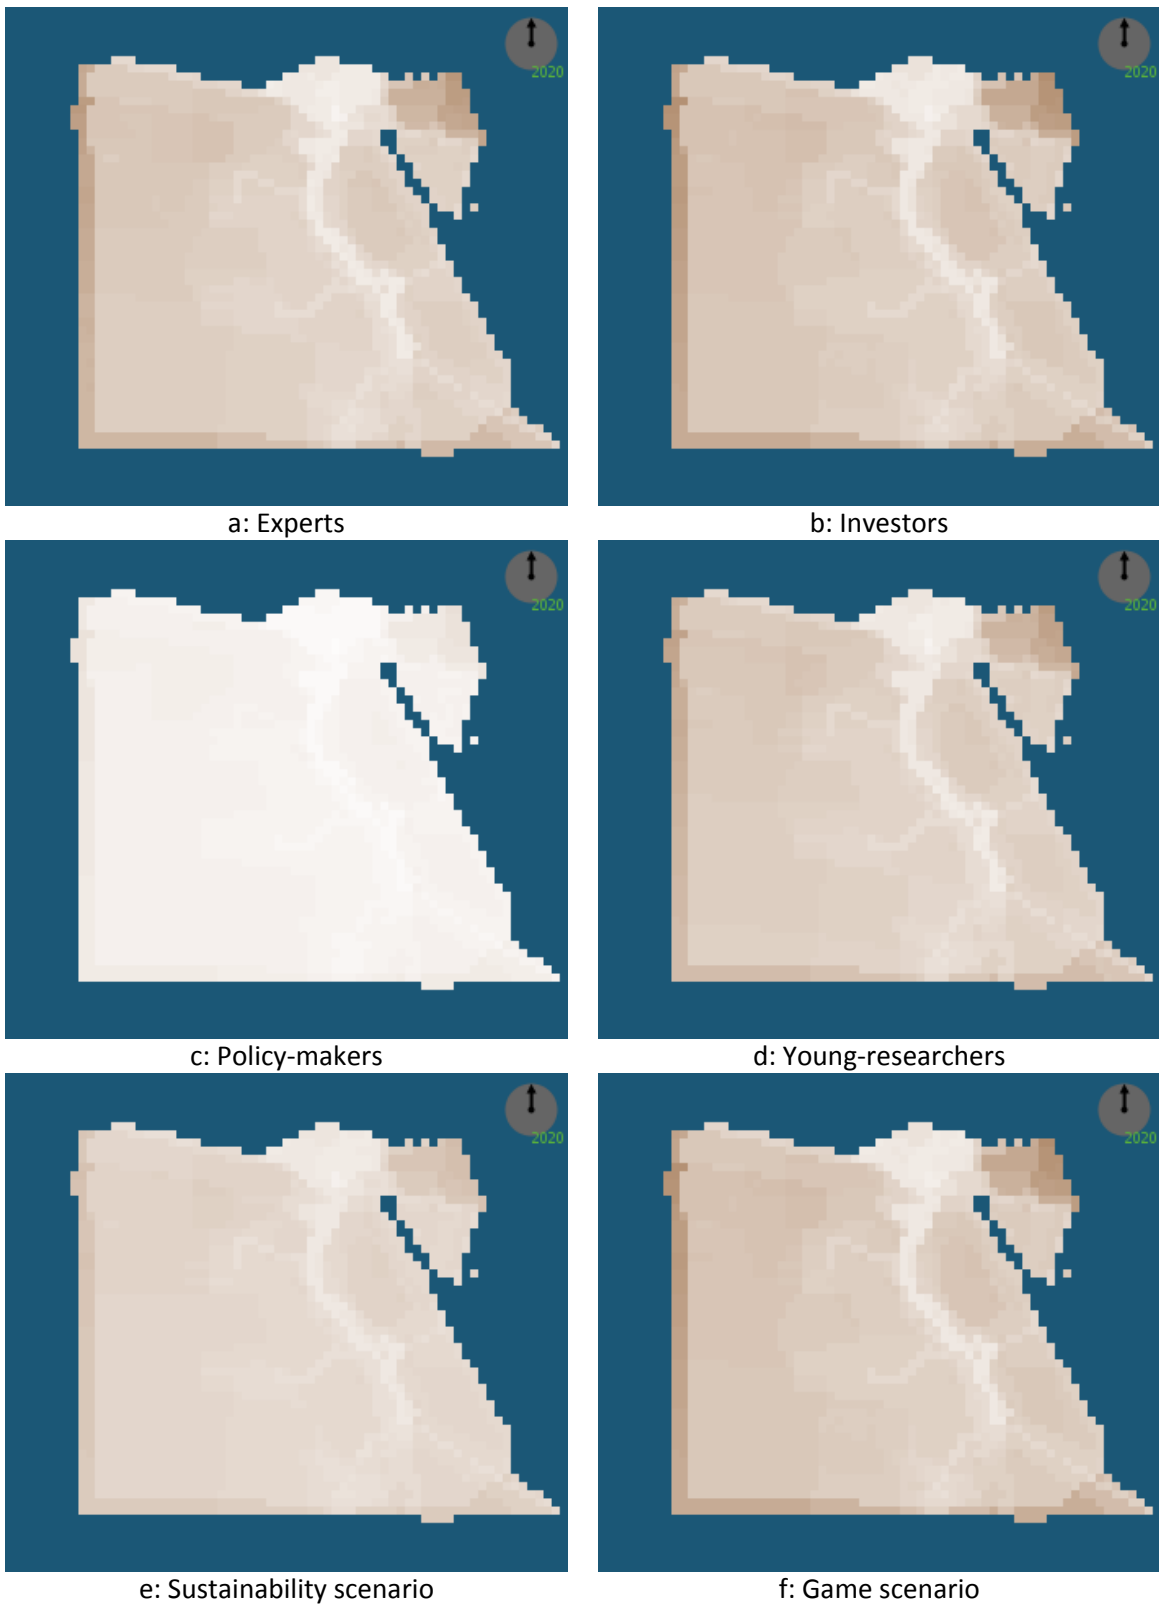 2020
2020
a: Experts
b: Investors
2020
2020
c: Policy-makers
d: Young-researchers
2020
2020
e: Sustainability scenario
f: Game scenario